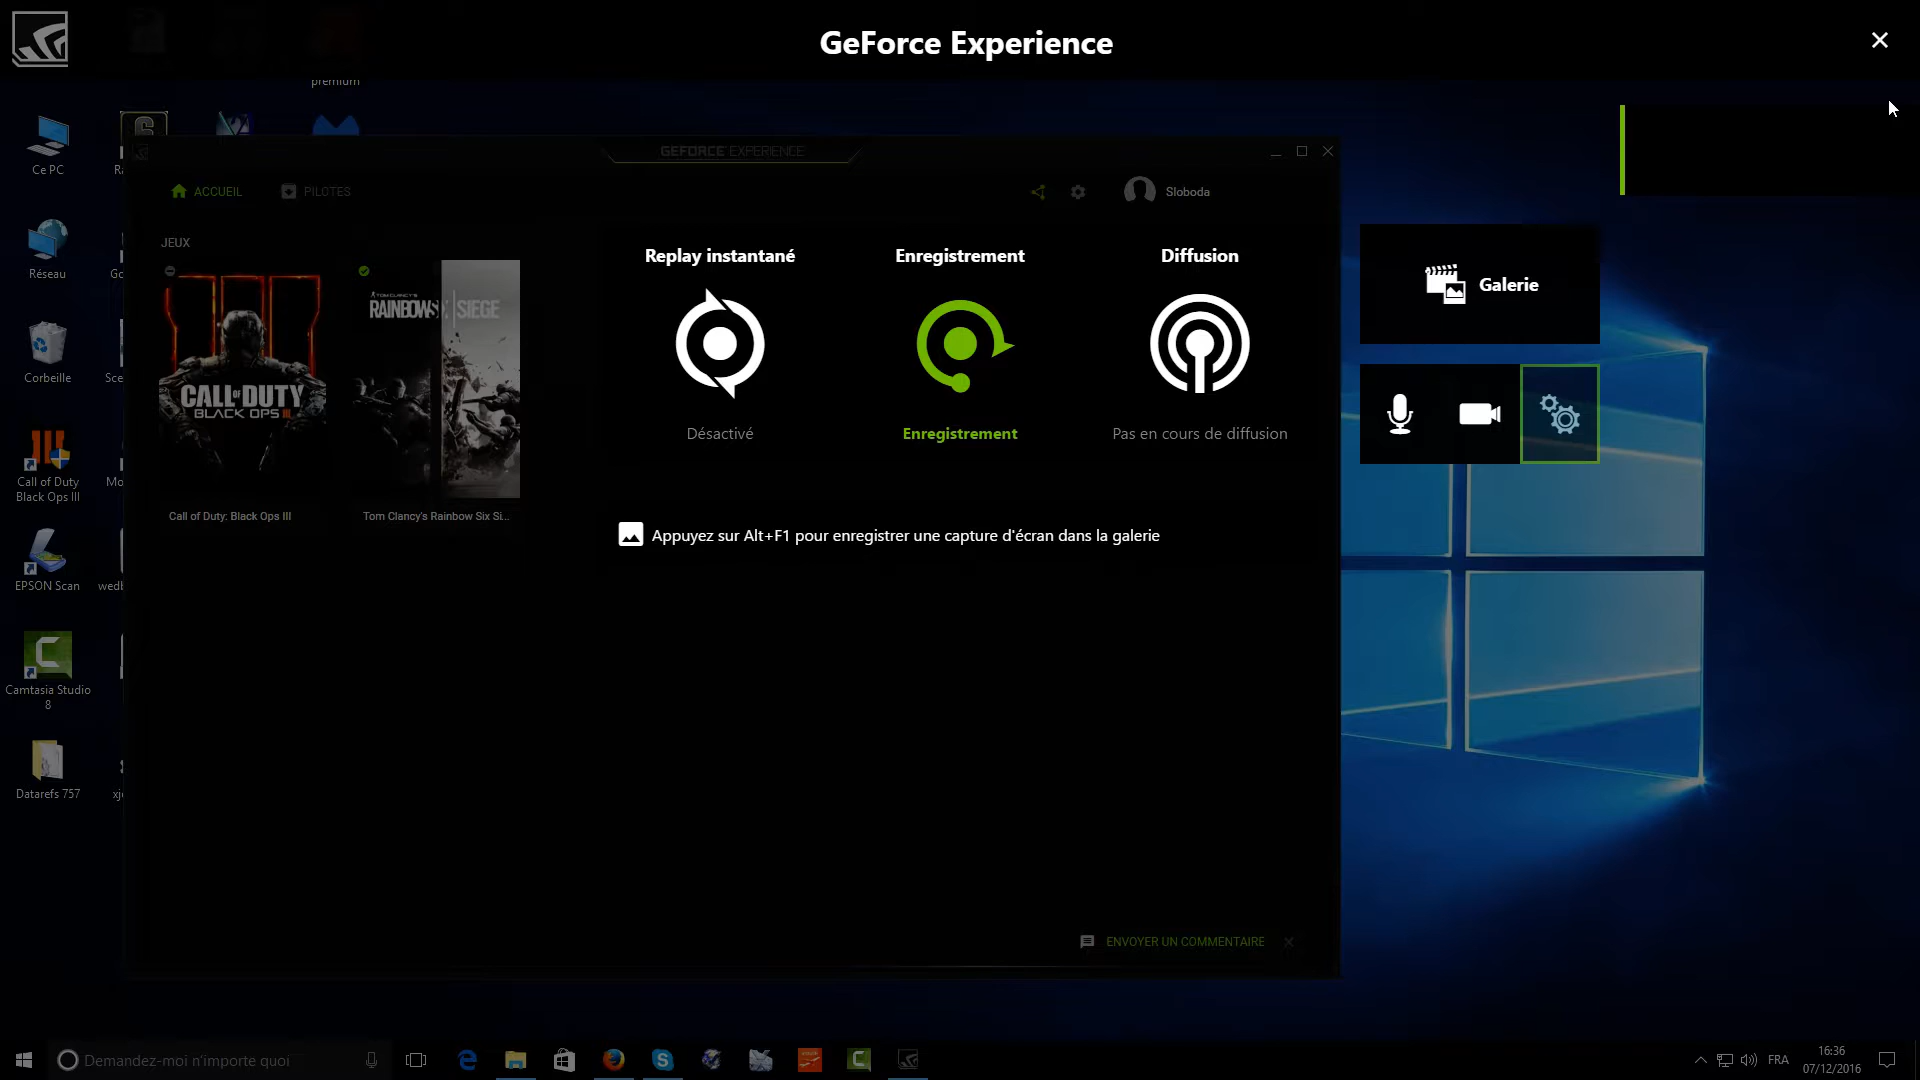 GeForce Experience
premium
Ce PC
Réseau
Corbeille
Call of Duty
Black Ops III
EPSON Scan
Camtasia Studio
8
Datarefs 757
GEFORCE EXPERIENCE
ACCUEIL
PILOTES
Sloboda
JEUX
CALL OF DUTY
BLACK OPS III
TOM CLANCY'S
RAINBOW SIEGE
Call of Duty: Black Ops III
Tom Clancy's Rainbow Six Si...
Replay instantané
Désactivé
Enregistrement
Enregistrement
Diffusion
Pas en cours de diffusion
Galerie
Appuyez sur Alt+F1 pour enregistrer une capture d'écran dans la galerie
ENVOYER UN COMMENTAIRE
Demandez-moi n'importe quoi
FRA
16:36
07/12/2016